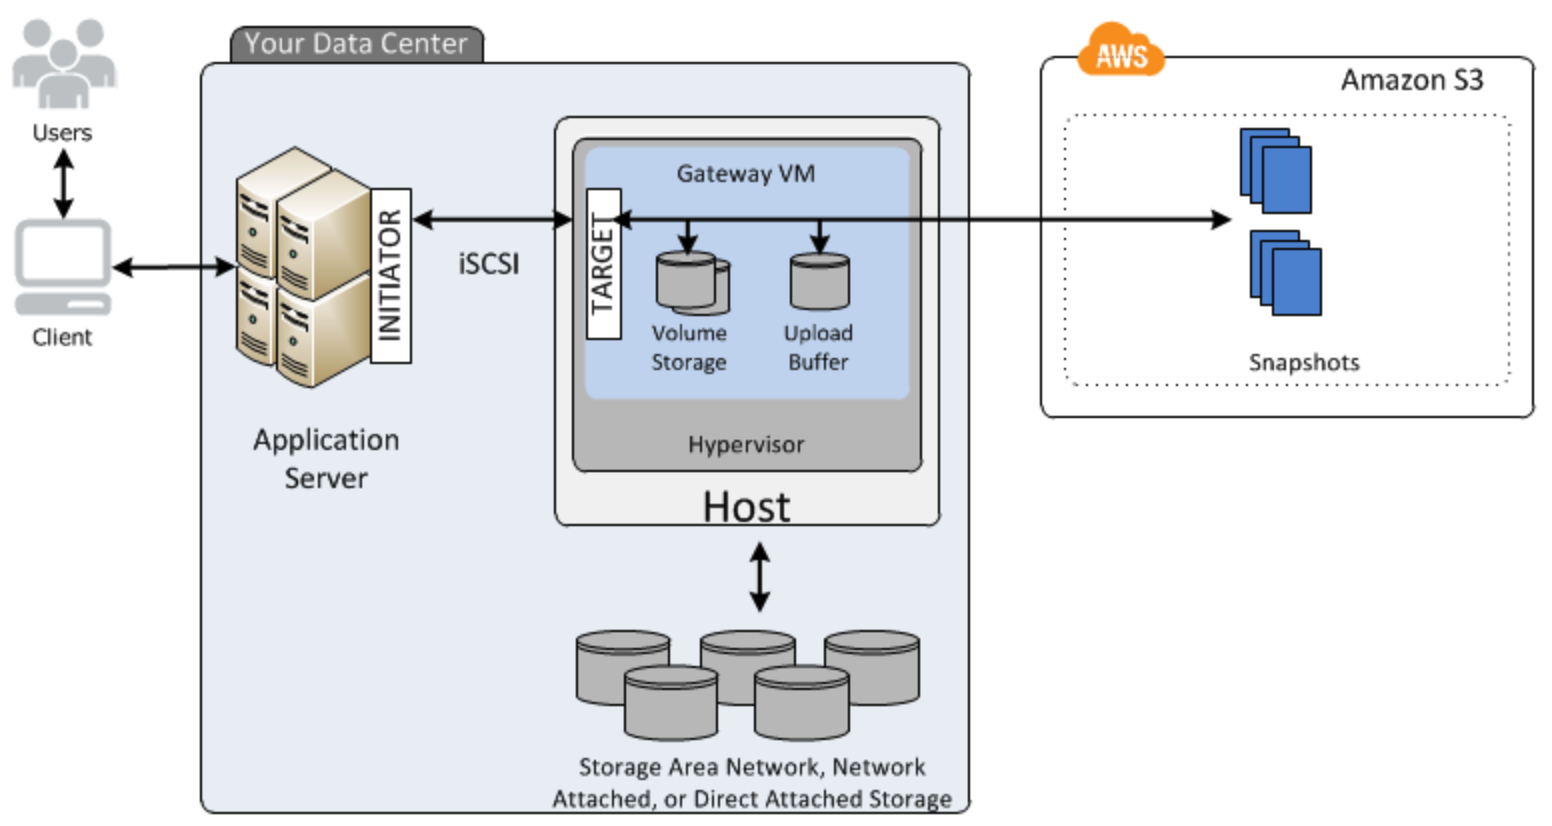 Your Data Center
AWS
Amazon S3
Users
Gateway VM
INITIATOR
TARGET
iSCSI
Client
Volume
Storage
Upload
Buffer
Snapshots
Application
Server
Hypervisor
Host
Storage Area Network, Network
Attached, or Direct Attached Storage